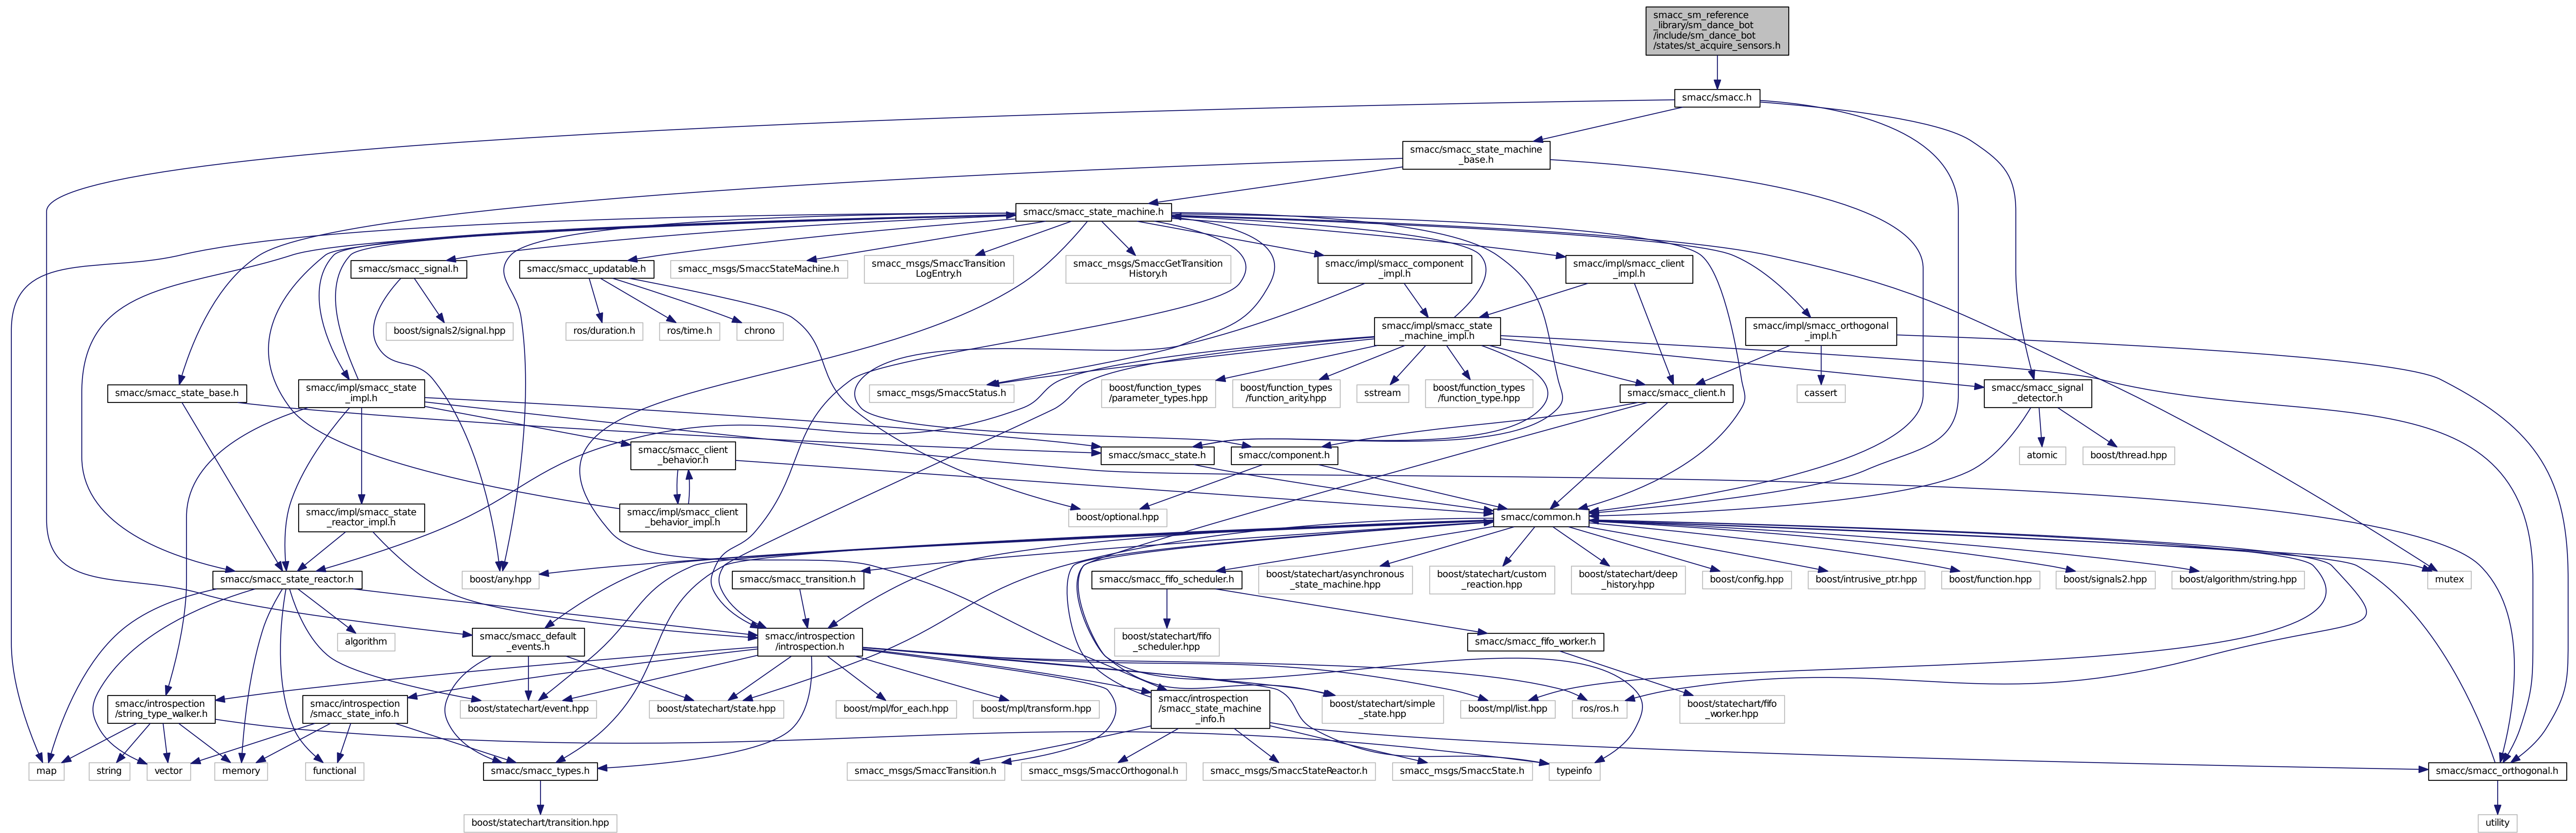 smacc_sm_reference
_library/sm_dance_bot
/include/sm_dance_bot
/states/st_acquire_sensors.h
smacc/smacc.h
smacc/smacc_state_machine
_base.h
smacc/smacc_state_machine.h
smacc/smacc_signal.h
smacc/smacc_updatable.h
smacc_msgs/SmaccStateMachine.h
smacc_msgs/SmaccTransition
LogEntry.h
smacc_msgs/SmaccGetTransition
History.h
smacc/impl/smacc_component
_impl.h
smacc/impl/smacc_client
_impl.h
boost/signals2/signal.hpp
ros/duration.h
ros/time.h
chrono
smacc/impl/smacc_state
_machine_impl.h
smacc/impl/smacc_orthogonal
_impl.h
smacc/smacc_state_base.h
smacc/impl/smacc_state
_impl.h
smacc_msgs/SmaccStatus.h
boost/function_types
/parameter_types.hpp
boost/function_types
/function_arity.hpp
sstream
boost/function_types
/function_type.hpp
smacc/smacc_client.h
cassert
smacc/smacc_signal
_detector.h
smacc/smacc_client
_behavior.h
smacc/smacc_state.h
smacc/component.h
atomic
boost/thread.hpp
smacc/impl/smacc_state
_reactor_impl.h
smacc/impl/smacc_client
_behavior_impl.h
boost/optional.hpp
smacc/common.h
smacc/smacc_state_reactor.h
boost/any.hpp
smacc/smacc_transition.h
smacc/smacc_fifo_scheduler.h
boost/statechart/asynchronous
_state_machine.hpp
boost/statechart/custom
_reaction.hpp
boost/statechart/deep
_history.hpp
boost/config.hpp
boost/intrusive_ptr.hpp
boost/function.hpp
boost/signals2.hpp
boost/algorithm/string.hpp
mutex
algorithm
smacc/smacc_default
_events.h
smacc/introspection
/introspection.h
boost/statechart/fifo
_scheduler.hpp
smacc/smacc_fifo_worker.h
smacc/introspection
/string_type_walker.h
smacc/introspection
/smacc_state_info.h
boost/statechart/event.hpp
boost/statechart/state.hpp
boost/mpl/for_each.hpp
boost/mpl/transform.hpp
smacc/introspection
/smacc_state_machine
_info.h
boost/statechart/simple
_state.hpp
boost/mpl/list.hpp
ros/ros.h
boost/statechart/fifo
_worker.hpp
map
string
vector
memory
functional
smacc/smacc_types.h
smacc_msgs/SmaccTransition.h
smacc_msgs/SmaccOrthogonal.h
smacc_msgs/SmaccStateReactor.h
smacc_msgs/SmaccState.h
typeinfo
smacc/smacc_orthogonal.h
boost/statechart/transition.hpp
utility